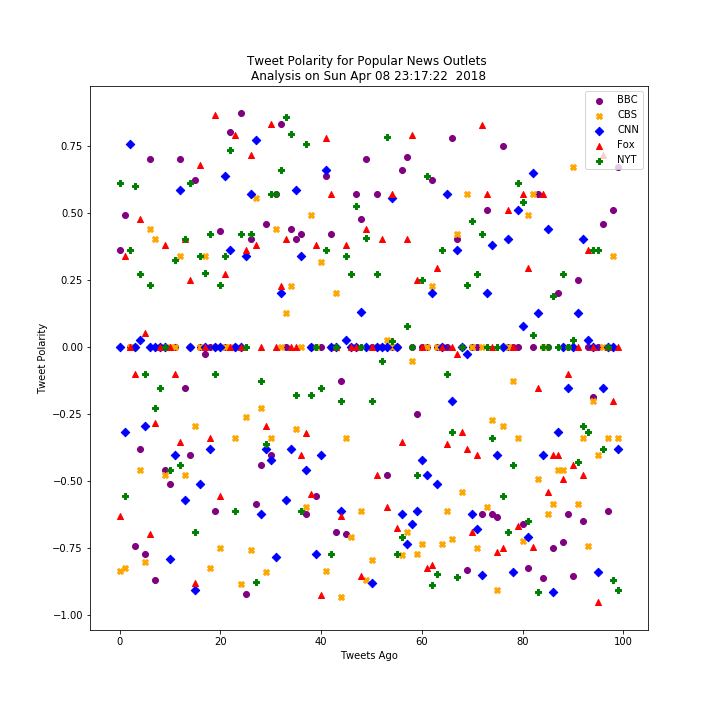 Tweet Polarity for Popular News Outlets
Analysis on Sun Apr 08 23:17:22  2018
BBC
CBS
CNN
Fox
NYT
0.75
0.50
0.25
0.00
−0.25
−0.50
−0.75
−1.00
Tweet Polarity
0 20 40 60 80 100
Tweets Ago